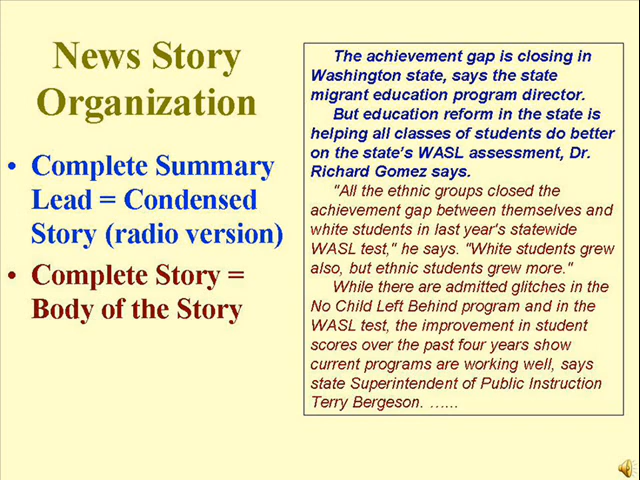 News Story
Organization
• Complete Summary
Lead = Condensed
Story (radio version)
• Complete Story =
Body of the Story
The achievement gap is closing in
Washington state, says the state
migrant education program director.
But education reform in the state is
helping all classes of students do better
on the state's WASL assessment, Dr.
Richard Gomez says.
"All the ethnic groups closed the
achievement gap between themselves and
white students in last year's statewide
WASL test," he says. "White students grew
also, but ethnic students grew more."
While there are admitted glitches in the
No Child Left Behind program and in the
WASL test, the improvement in student
scores over the past four years show
current programs are working well, says
state Superintendent of Public Instruction
Terry Bergeson. …...